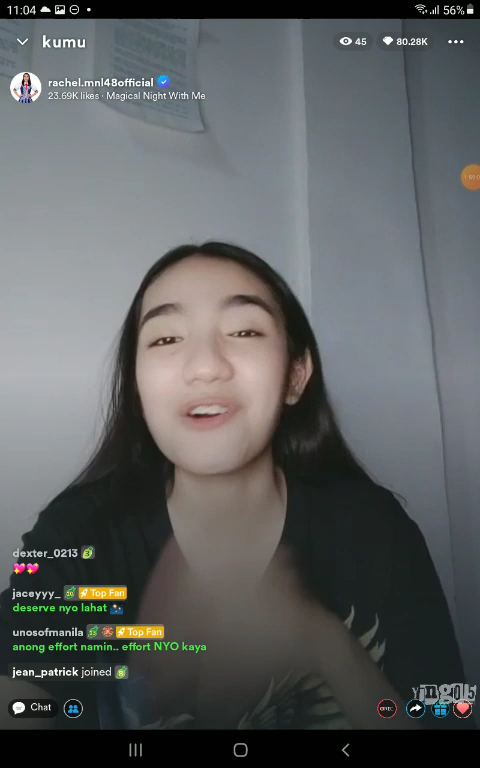 11:04
56%
kumu
45
80.28K
rachel.mnl48official
23.69K likes · Magical Night With Me
dexter_0213
jaceyyy_ Top Fan
deserve nyo lahat
unosofmanila Top Fan
anong effort namin.. effort NYO kaya
jean_patrick joined
Chat